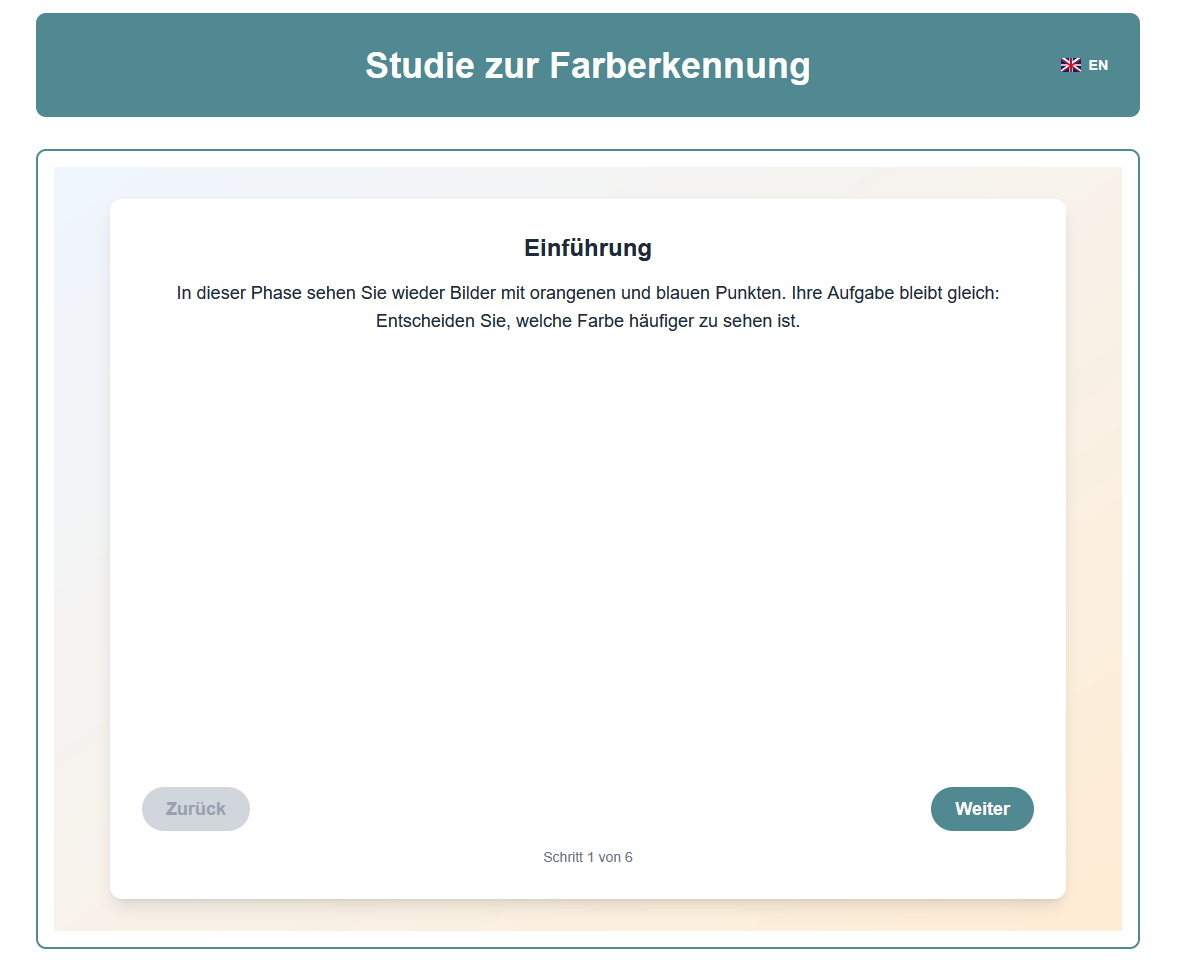 Studie zur Farberkennung
EN
Einführung
In dieser Phase sehen Sie wieder Bilder mit orangenen und blauen Punkten. Ihre Aufgabe bleibt gleich:
Entscheiden Sie, welche Farbe häufiger zu sehen ist.
Zurück
Weiter
Schritt 1 von 6